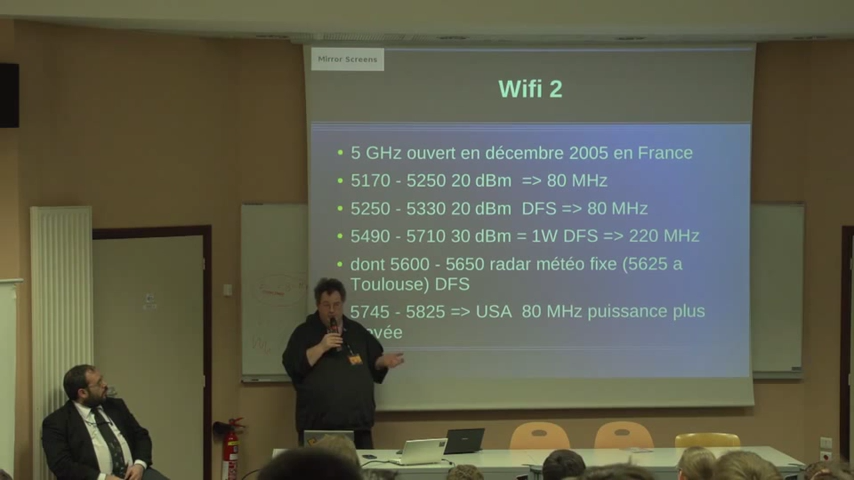 Mirror Screens
Wifi 2
• 5 GHz ouvert en décembre 2005 en France
• 5170 - 5250 20 dBm => 80 MHz
• 5250 - 5330 20 dBm DFS => 80 MHz
• 5490 - 5710 30 dBm = 1W DFS => 220 MHz
• dont 5600 - 5650 radar météo fixe (5625 a
Toulouse) DFS
5745 - 5825 => USA 80 MHz puissance plus